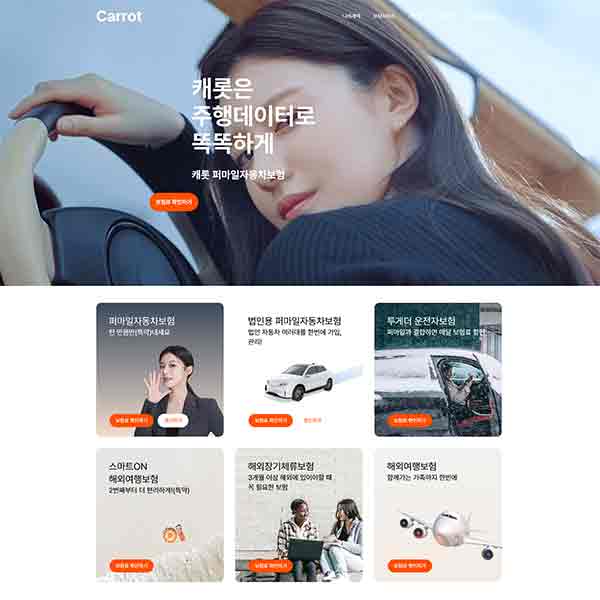 Carrot
캐롯은
주행데이터로
똑똑하게
캐롯 퍼마일자동차보험
보험료 확인하기
퍼마일자동차보험
탄 만큼만(특약)내세요
보험료 확인하기
법인용 퍼마일자동차보험
법인 자동차 여러대를 한번에 가입,
관리!
보험료 확인하기
투게더 운전자보험
퍼마일과 결합하면 매달 보험료 할인
보험료 확인하기
스마트ON
해외여행보험
2번째부터 더 편리하게!(특약)
보험료 확인하기
해외장기체류보험
3개월 이상 해외에 있어야할 때
꼭 필요한 보험
보험료 확인하기
해외여행보험
함께가는 가족까지 한번에
보험료 확인하기